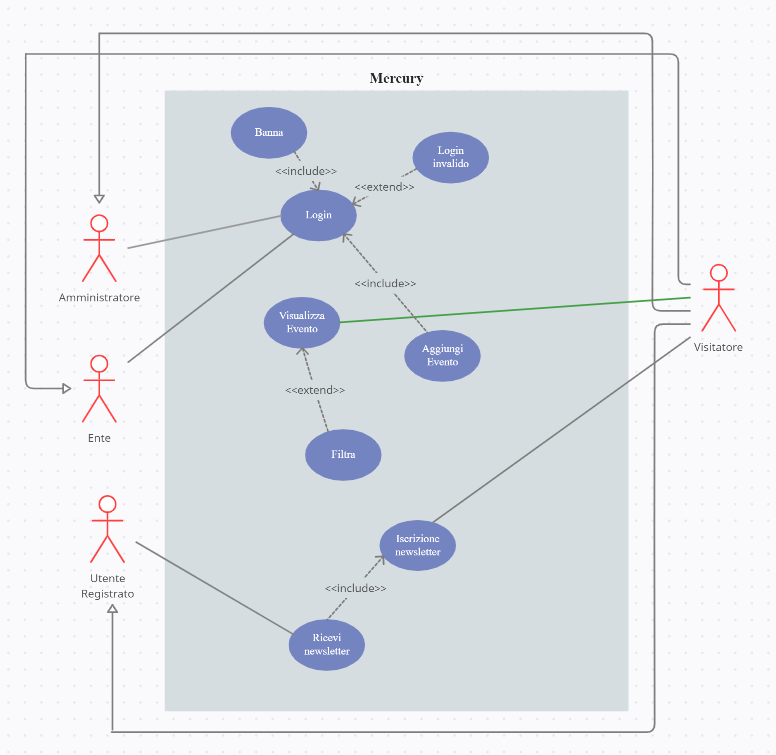 Mercury
Banna
Login
invalido
<<include>>
<<extend>>
Login
Amministratore
<<include>>
Visualizza
Evento
Aggiungi
Evento
Visitatore
<<extend>>
Ente
Filtra
Iscrizione
newsletter
Utente
Registrato
<<include>>
Ricevi
newsletter